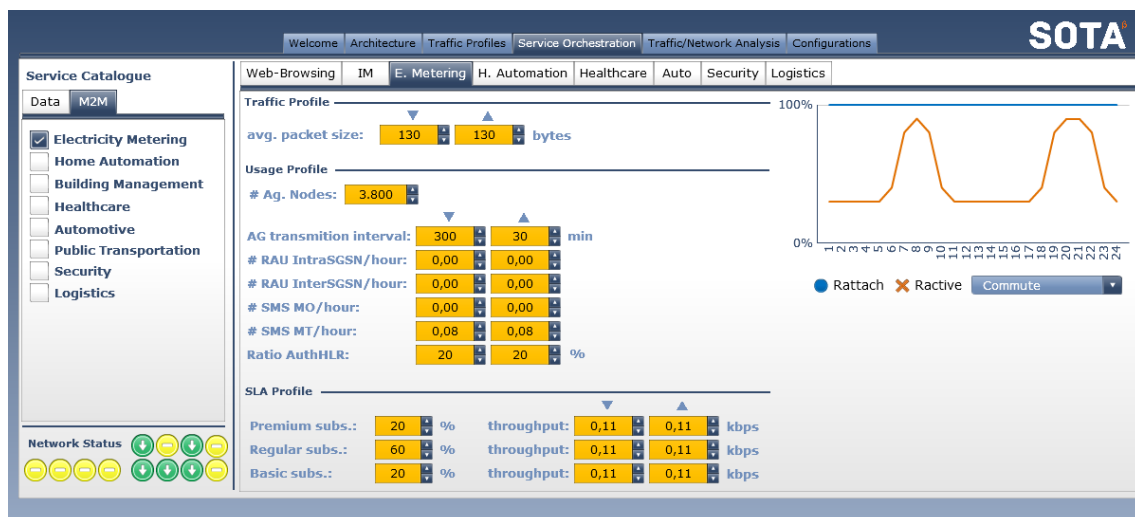 SOTA β
Welcome Architecture Traffic Profiles Service Orchestration Traffic/Network Analysis Configurations
Service Catalogue
Data M2M
Electricity Metering
Home Automation
Building Management
Healthcare
Automotive
Public Transportation
Security
Logistics
Network Status
Web-Browsing IM E. Metering H. Automation Healthcare Auto Security Logistics
Traffic Profile
avg. packet size: 130 130 bytes
Usage Profile
# Ag. Nodes: 3.800
AG transmition interval: 300 30 min
# RAU IntraSGSN/hour: 0,00 0,00
# RAU InterSGSN/hour: 0,00 0,00
# SMS MO/hour: 0,00 0,00
# SMS MT/hour: 0,08 0,08
Ratio AuthHLR: 20 20 %
SLA Profile
Premium subs.: 20 % throughput: 0,11 0,11 kbps
Regular subs.: 60 % throughput: 0,11 0,11 kbps
Basic subs.: 20 % throughput: 0,11 0,11 kbps
100%
0%
1 2 3 4 5 6 7 8 9 10 11 12 13 14 15 16 17 18 19 20 21 22 23 24
Rattach Ractive Commute